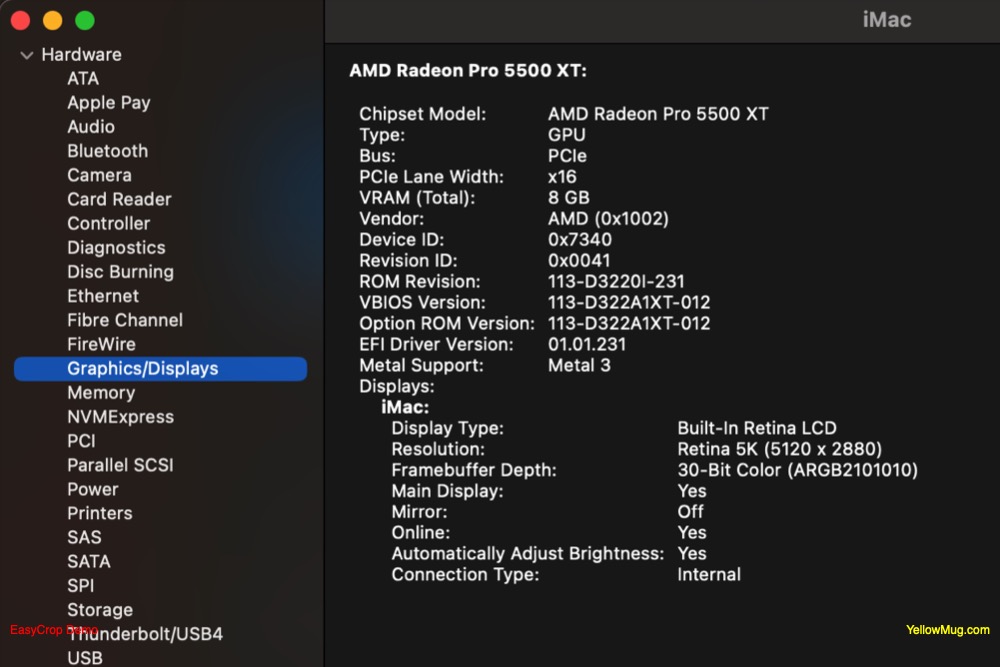 iMac
Hardware
ATA
Apple Pay
Audio
Bluetooth
Camera
Card Reader
Controller
Diagnostics
Disc Burning
Ethernet
Fibre Channel
FireWire
Graphics/Displays
Memory
NVMExpress
PCI
Parallel SCSI
Power
Printers
SAS
SATA
SPI
Storage
Thunderbolt/USB4
USB
EasyCrop Demo
AMD Radeon Pro 5500 XT:
Chipset Model: AMD Radeon Pro 5500 XT
Type: GPU
Bus: PCIe
PCIe Lane Width: x16
VRAM (Total): 8 GB
Vendor: AMD (0x1002)
Device ID: 0x7340
Revision ID: 0x0041
ROM Revision: 113-D3220I-231
VBIOS Version: 113-D322A1XT-012
Option ROM Version: 113-D322A1XT-012
EFI Driver Version: 01.01.231
Metal Support: Metal 3
Displays:
iMac:
Display Type: Built-In Retina LCD
Resolution: Retina 5K (5120 x 2880)
Framebuffer Depth: 30-Bit Color (ARGB2101010)
Main Display: Yes
Mirror: Off
Online: Yes
Automatically Adjust Brightness: Yes
Connection Type: Internal
YellowMug.com